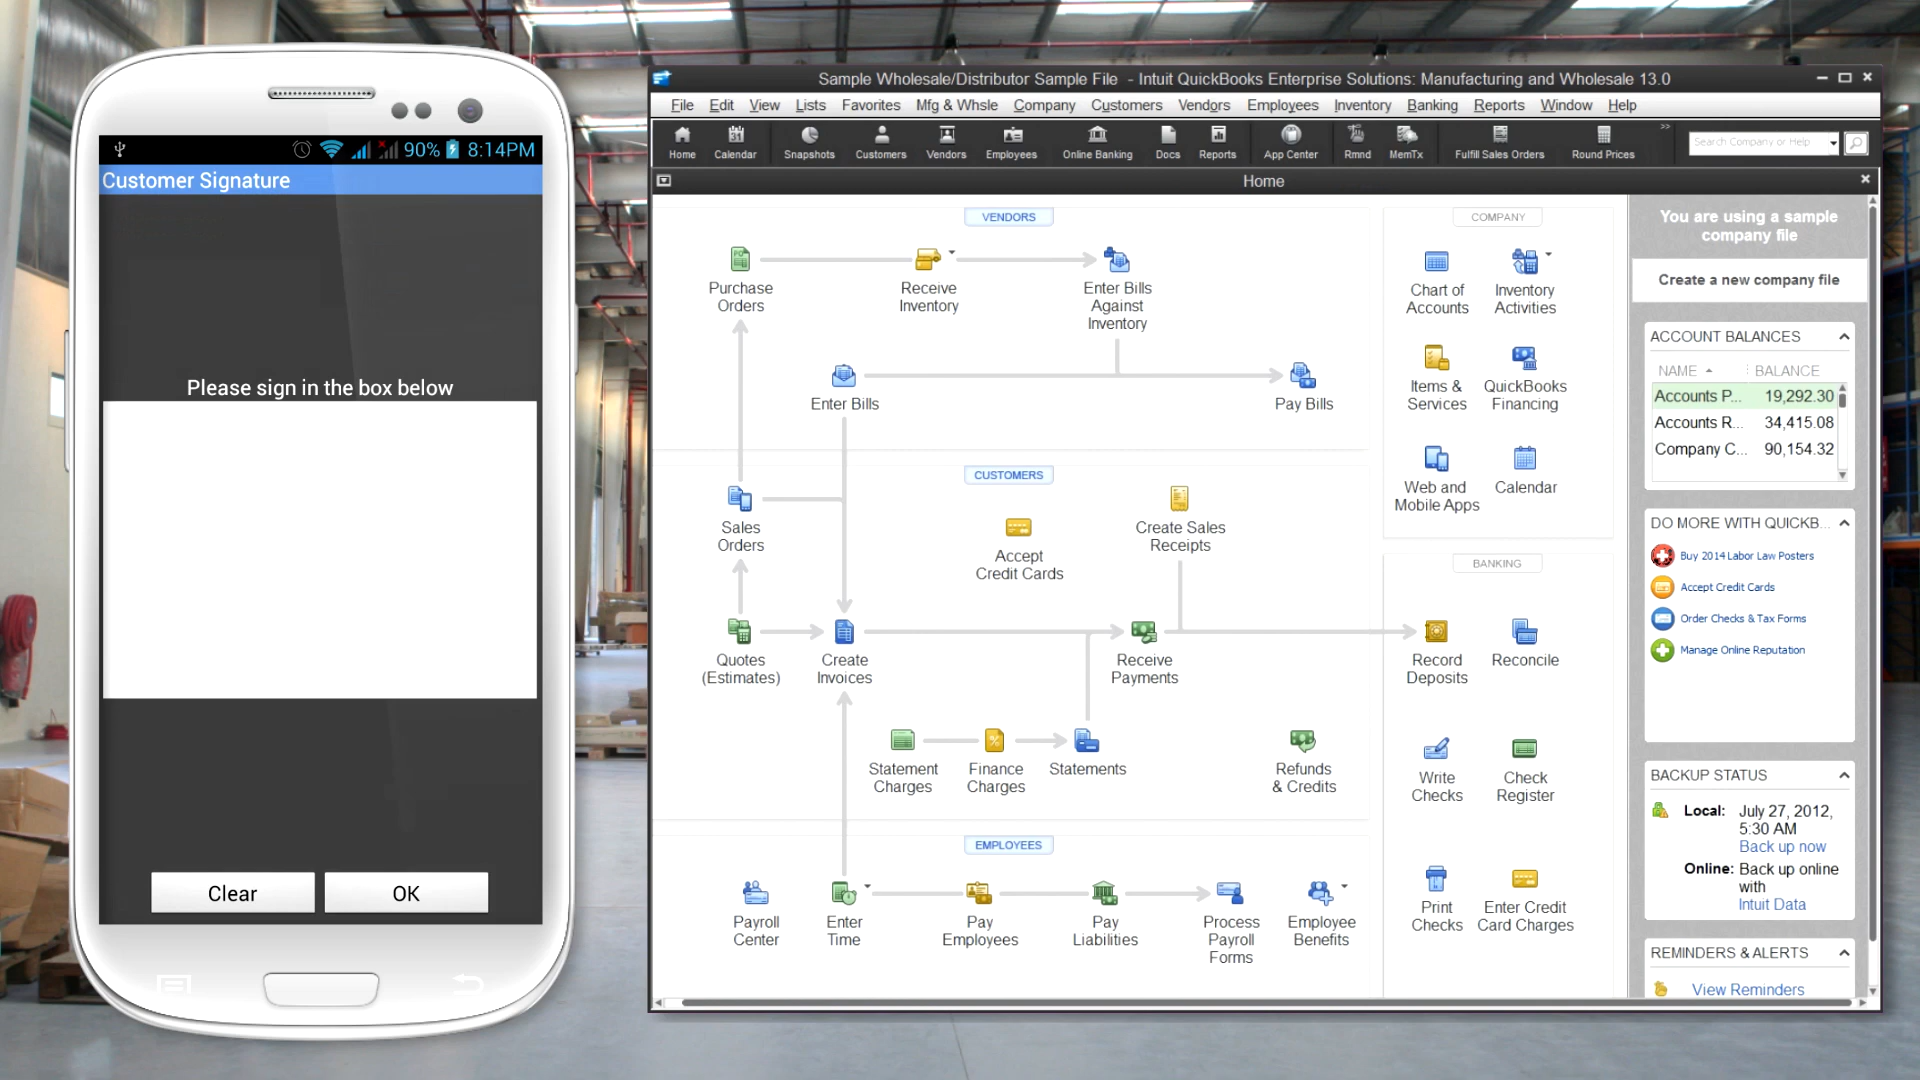 90% 8:14PM
Customer Signature
Please sign in the box below
Clear
OK
Sample Wholesale/Distributor Sample File - Intuit QuickBooks Enterprise Solutions: Manufacturing and Wholesale 13.0
File Edit View Lists Favorites Mfg & Whsle Company Customers Vendors Employees Inventory Banking Reports Window Help
31
Home Calendar Snapshots Customers Vendors Employees Online Banking Docs Reports App Center Rmnd MemTx Fulfill Sales Orders Round Prices
Search Company or Help
Home
VENDORS
Purchase
Orders
Receive
Inventory
Enter Bills
Against
Inventory
Enter Bills
Pay Bills
CUSTOMERS
Sales
Orders
Accept
Credit Cards
Create Sales
Receipts
Quotes
(Estimates)
Create
Invoices
Receive
Payments
Statement
Charges
Finance
Charges
Statements
Refunds
& Credits
EMPLOYEES
Payroll
Center
Enter
Time
Pay
Employees
Pay
Liabilities
Process
Payroll
Forms
Employee
Benefits
COMPANY
Chart of
Accounts
Inventory
Activities
Items &
Services
QuickBooks
Financing
Web and
Mobile Apps
Calendar
BANKING
Record
Deposits
Reconcile
Write
Checks
Check
Register
Print
Checks
Enter Credit
Card Charges
You are using a sample
company file
Create a new company file
ACCOUNT BALANCES
NAME BALANCE
Accounts P... 19,292.30
Accounts R... 34,415.08
Company C... 90,154.32
DO MORE WITH QUICKB...
Buy 2014 Labor Law Posters
Accept Credit Cards
Order Checks & Tax Forms
Manage Online Reputation
BACKUP STATUS
Local: July 27, 2012,
5:30 AM
Back up now
Online: Back up online
with
Intuit Data
REMINDERS & ALERTS
View Reminders